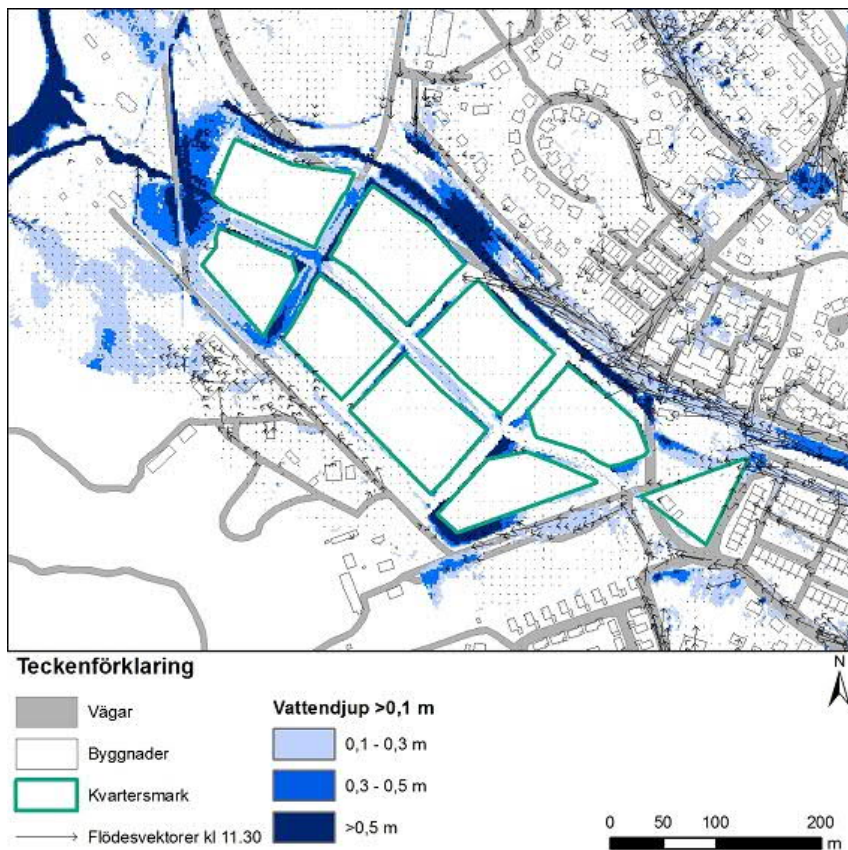 Teckenförklaring
Vägar
Byggnader
Kvartersmark
Flödesvektorer kl 11.30
Vattendjup >0,1 m
0,1 - 0,3 m
0,3 - 0,5 m
>0,5 m
N
0 50 100 200
m